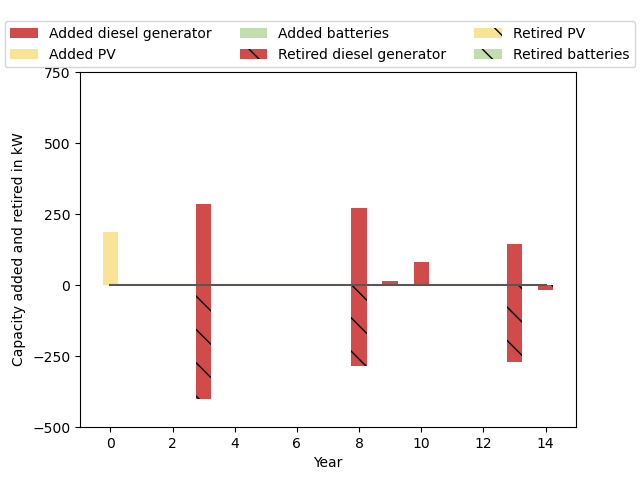 Added diesel generator Added batteries Retired PV
Added PV Retired diesel generator Retired batteries
750
500
250
0
−250
−500
Capacity added and retired in kW
0 2 4 6 8 10 12 14
Year